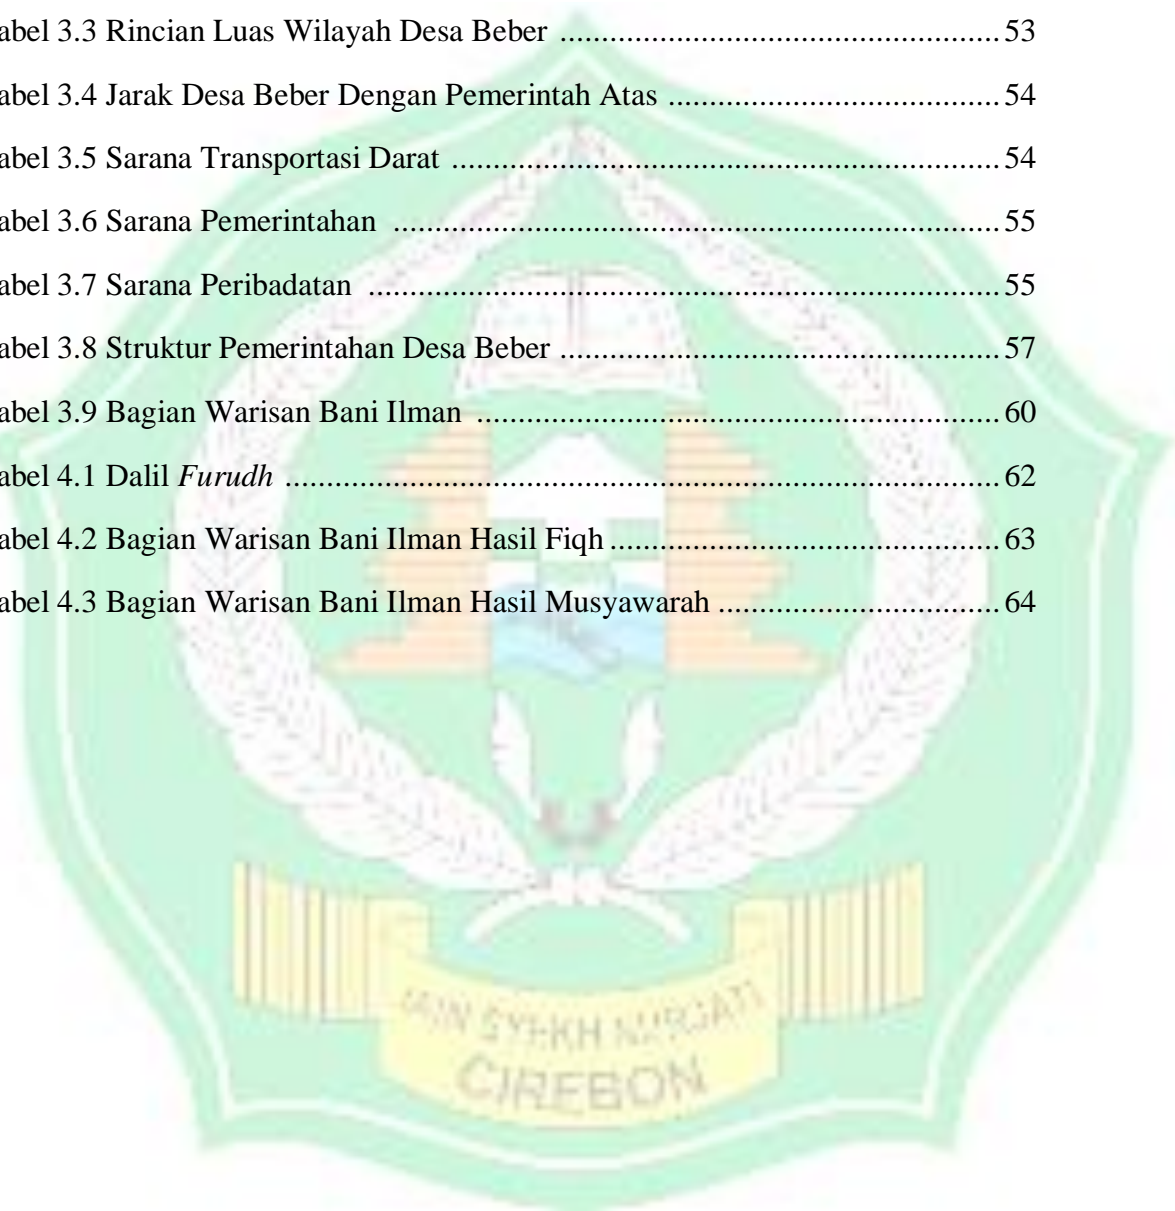 abel 3.3 Rincian Luas Wilayah Desa Beber ...................................................... 53
abel 3.4 Jarak Desa Beber Dengan Pemerintah Atas ......................................... 54
abel 3.5 Sarana Transportasi Darat .................................................................... 54
abel 3.6 Sarana Pemerintahan ........................................................................... 55
abel 3.7 Sarana Peribadatan .............................................................................. 55
abel 3.8 Struktur Pemerintahan Desa Beber ...................................................... 57
abel 3.9 Bagian Warisan Bani Ilman ................................................................. 60
abel 4.1 Dalil Furudh ........................................................................................ 62
abel 4.2 Bagian Warisan Bani Ilman Hasil Fiqh ................................................ 63
abel 4.3 Bagian Warisan Bani Ilman Hasil Musyawarah ................................... 64
IAIN SYEKH NURJATI
CIREBON